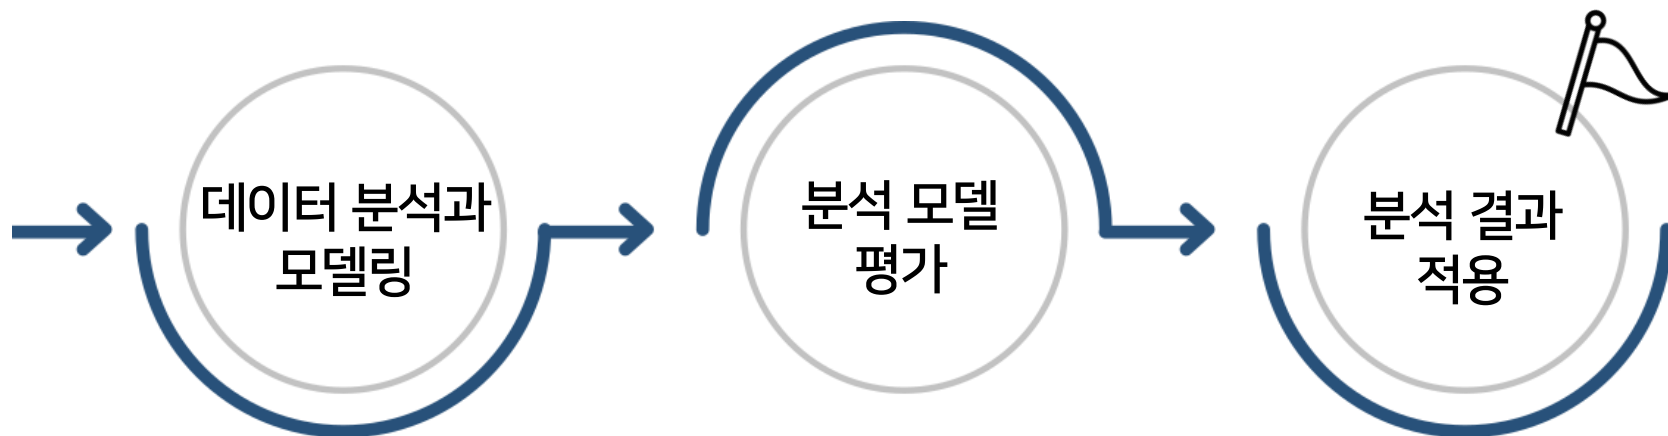 데이터 분석과
모델링
분석 모델
평가
분석 결과
적용